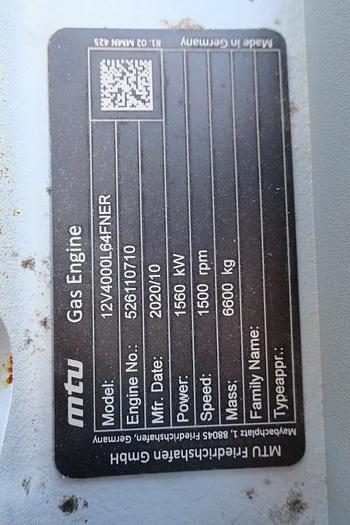 mtu Gas Engine
Model: 12V4000L64FNER
Engine No.: 526110710
Mfr. Date: 2020/10
Power: 1560 kW
Speed: 1500 rpm
Mass: 6600 kg
Family Name:
Typeappr.:
MTU Friedrichshafen GmbH
Maybachplatz 1, 88045 Friedrichshafen, Germany
81. 02 MMN 425
Made in Germany